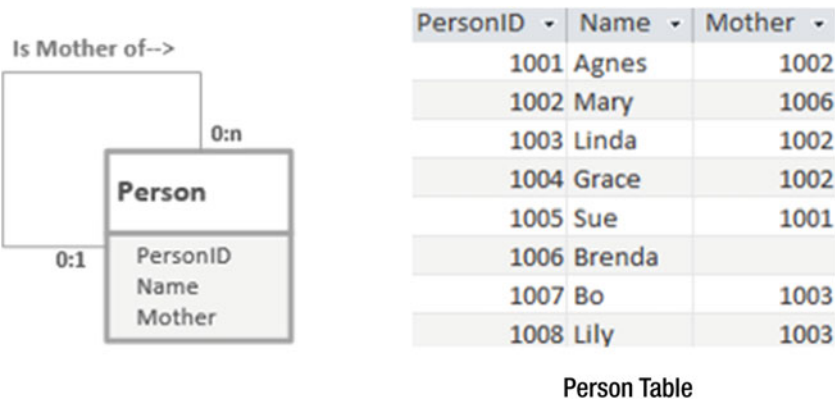 Is Mother of-->
0:n
Person
0:1
PersonID
Name
Mother
PersonID Name Mother
1001 Agnes 1002
1002 Mary 1006
1003 Linda 1002
1004 Grace 1002
1005 Sue 1001
1006 Brenda
1007 Bo 1003
1008 Lily 1003
Person Table